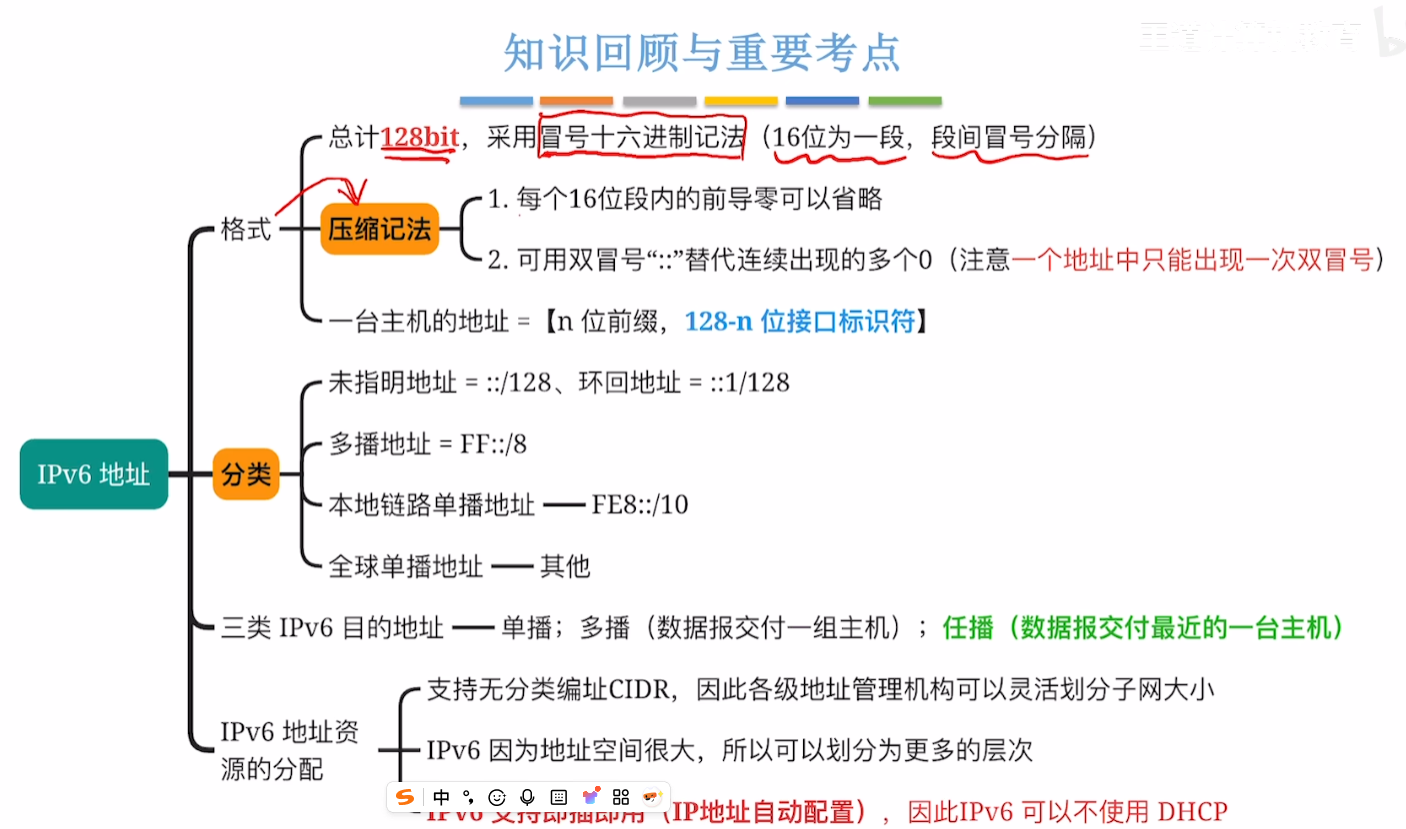 知识回顾与重要考点
总计128bit，采用冒号十六进制记法（16位为一段，段间冒号分隔）
格式
压缩记法
1. 每个16位段内的前导零可以省略
2. 可用双冒号“::”替代连续出现的多个0（注意一个地址中只能出现一次双冒号）
一台主机的地址 =【n 位前缀，128-n 位接口标识符】
未指明地址 = ::/128、环回地址 = ::1/128
多播地址 = FF::/8
IPv6 地址
分类
本地链路单播地址 — FE8::/10
全球单播地址 — 其他
三类 IPv6 目的地址 — 单播；多播（数据报交付一组主机）；任播（数据报交付最近的一台主机）
支持无分类编址CIDR，因此各级地址管理机构可以灵活划分子网大小
IPv6 地址资
源的分配
IPv6 因为地址空间很大，所以可以划分为更多的层次
中
IPv6 支持即插即用（IP地址自动配置），因此IPv6 可以不使用 DHCP